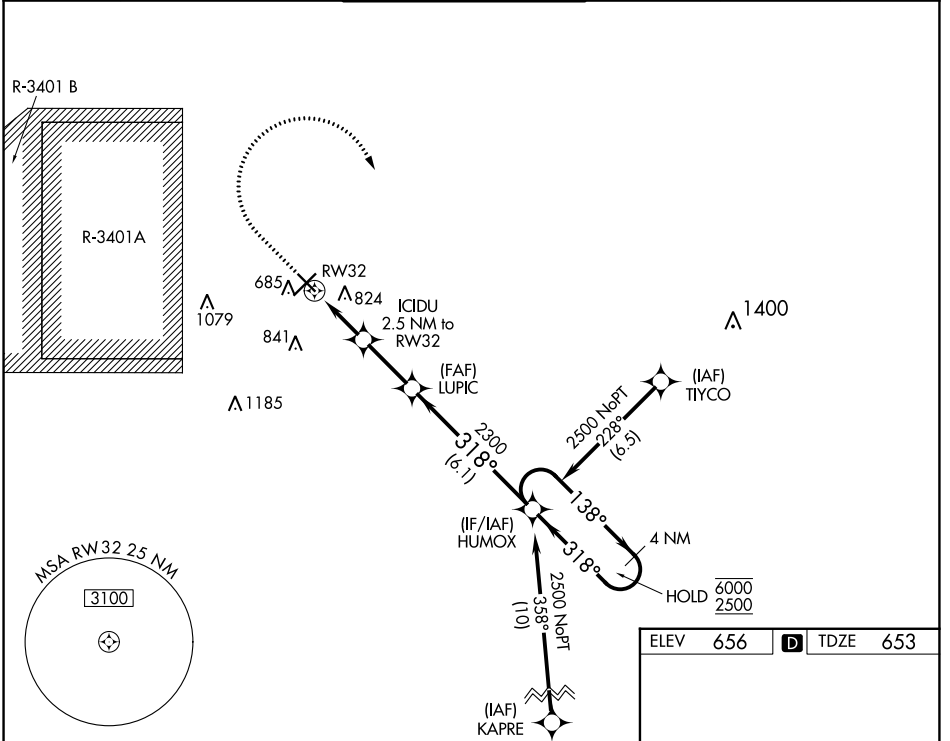 R-3401 B
R-3401A
685
RW32
824
1079
841
1185
ICIDU
2.5 NM to
RW32
(FAF)
LUPIC
1400
(IAF)
TIYCO
2500 NoPT
228°
(6.5)
2300
318°
(6.1)
138°
(IF/IAF)
HUMOX
318°
4 NM
HOLD
6000
2500
2500 NoPT
358°
(10)
(IAF)
KAPRE
MSA RW32 25 NM
3100
ELEV 656 D TDZE 653